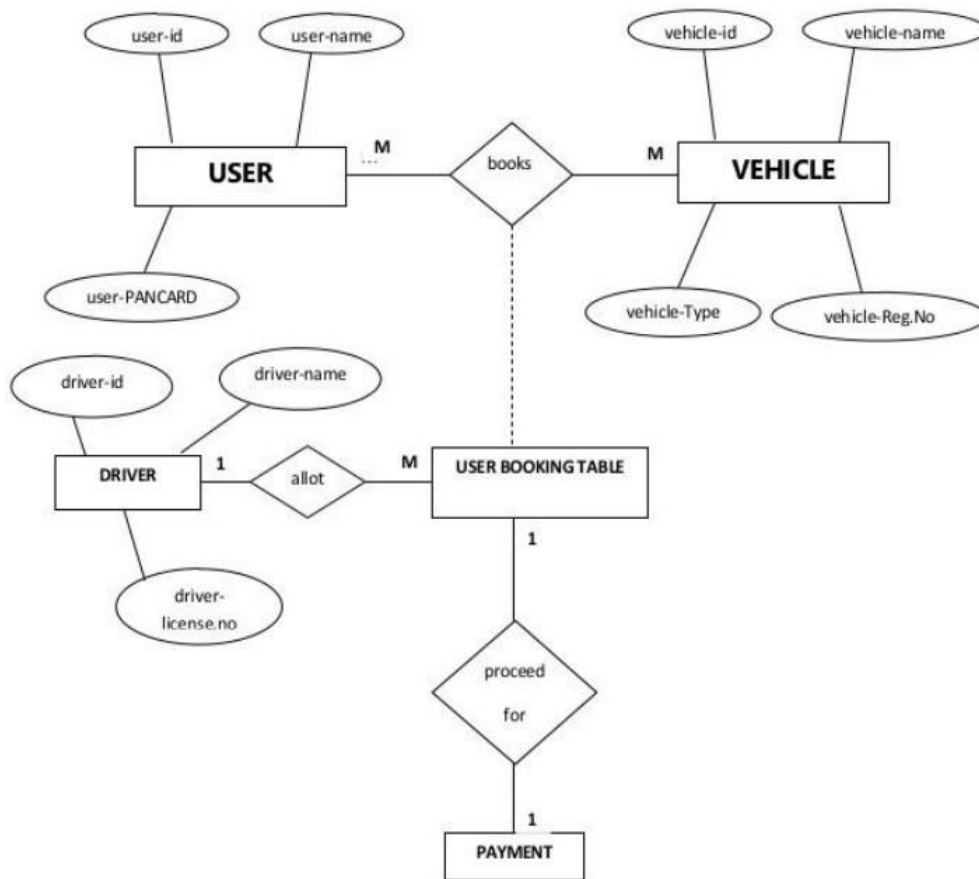 user-id
user-name
vehicle-id
vehicle-name
...
M
M
USER
books
VEHICLE
user-PANCARD
vehicle-Type
vehicle-Reg.No
driver-id
driver-name
DRIVER
1
allot
M
USER BOOKING TABLE
driver-
license.no
1
proceed
for
1
PAYMENT